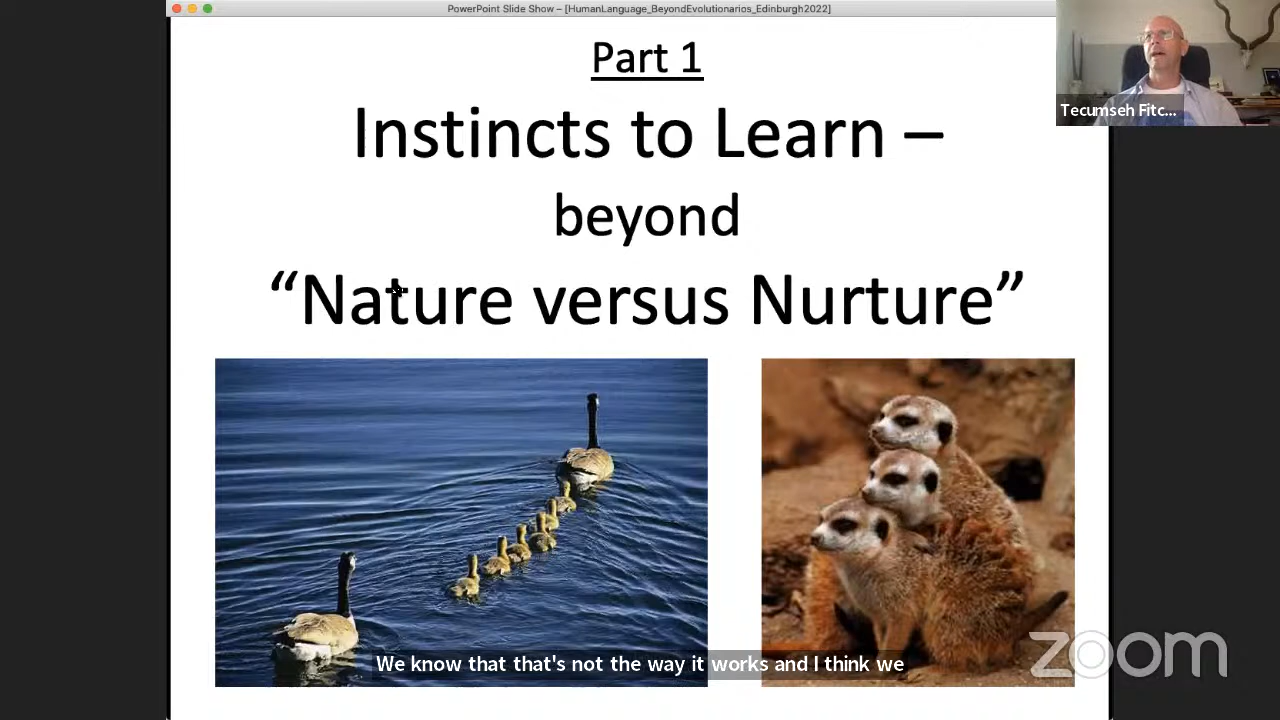 PowerPoint Slide Show – [HumanLanguage_BeyondEvolutionarios_Edinburgh2022]
Part 1
Instincts to Learn –
beyond
“Nature versus Nurture”
Tecumseh Fitc...
We know that that's not the way it works and I think we
zoom